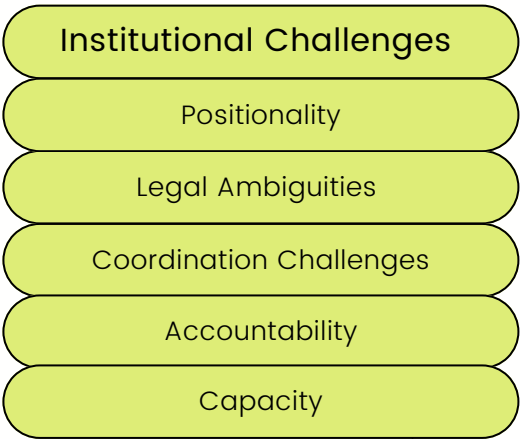 Institutional Challenges
Positionality
Legal Ambiguities
Coordination Challenges
Accountability
Capacity